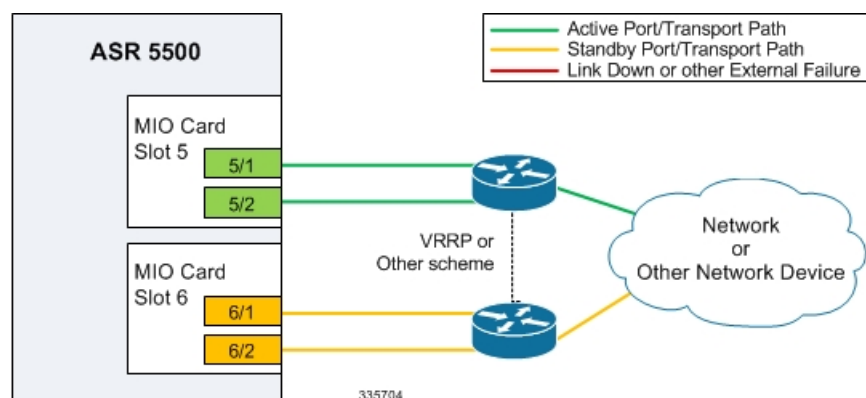 ASR 5500
Active Port/Transport Path
Standby Port/Transport Path
Link Down or other External Failure
MIO Card
Slot 5
5/1
5/2
VRRP or
Other scheme
Network
or
Other Network Device
MIO Card
Slot 6
6/1
6/2
335704